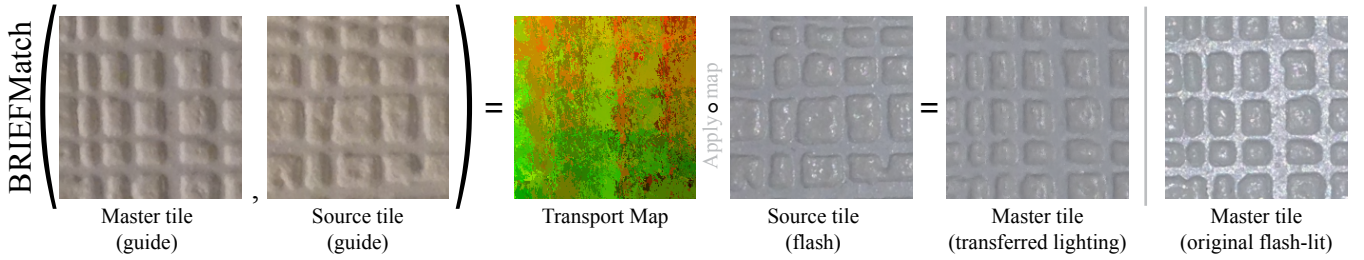 BRIEFMatch
( , ) =
Apply ∘ map
=
Master tile
(guide)
Source tile
(guide)
Transport Map
Source tile
(flash)
Master tile
(transferred lighting)
Master tile
(original flash-lit)